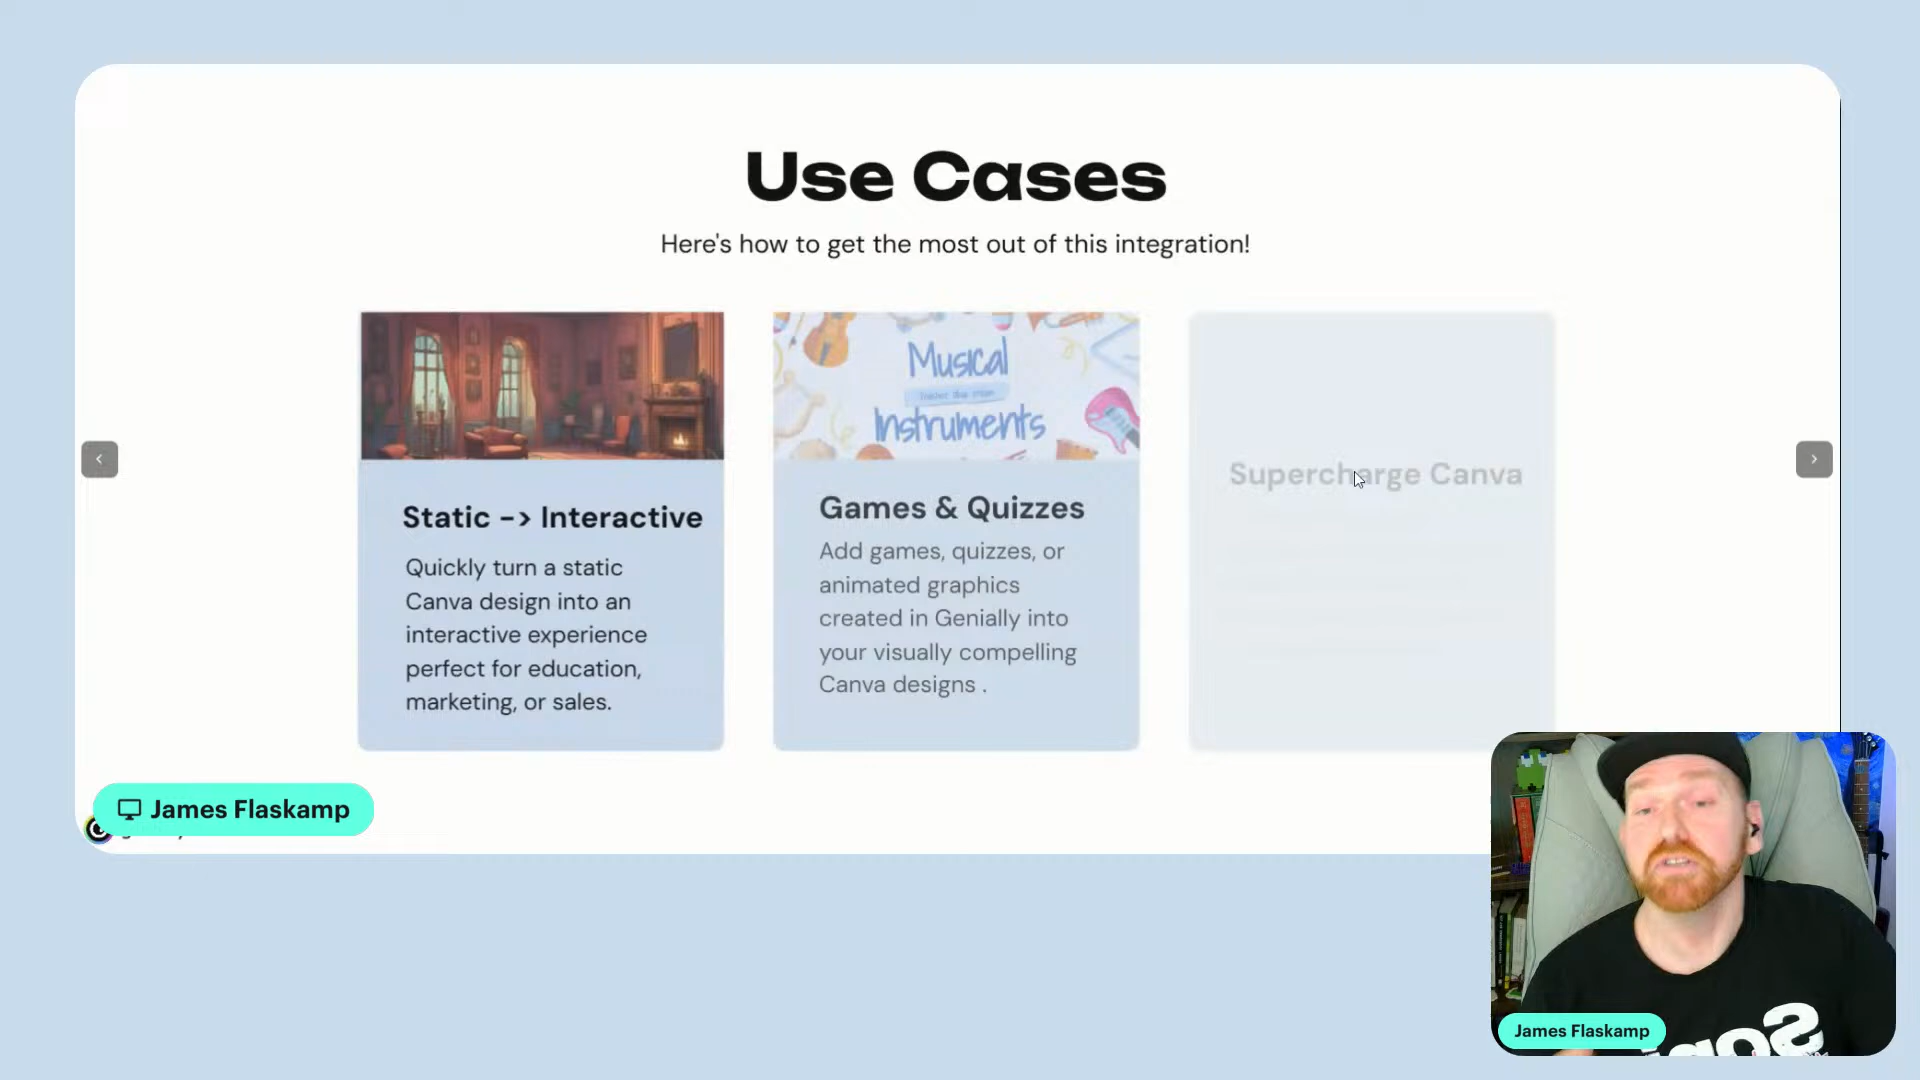 Use Cases
Here's how to get the most out of this integration!
Musical
Instruments
Static -> Interactive
Quickly turn a static
Canva design into an
interactive experience
perfect for education,
marketing, or sales.
Games & Quizzes
Add games, quizzes, or
animated graphics
created in Genially into
your visually compelling
Canva designs .
Supercharge Canva
James Flaskamp
James Flaskamp